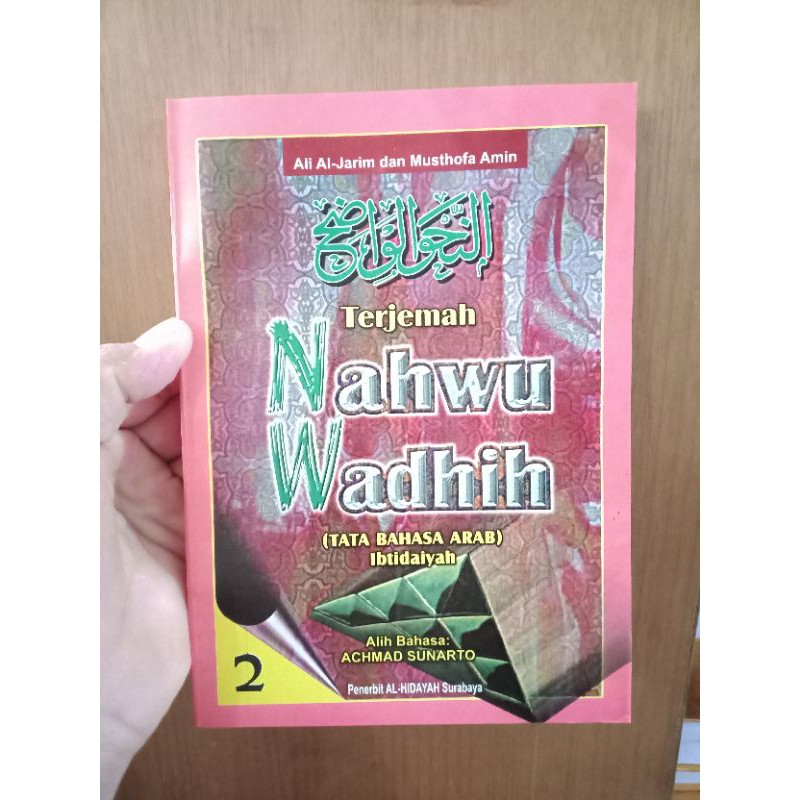 Ali Al-Jarim dan Musthofa Amin
النحو الواضح
Terjemah
Nahwu
Wadhih
(TATA BAHASA ARAB)
Ibtidaiyah
Alih Bahasa:
ACHMAD SUNARTO
2
Penerbit AL-HIDAYAH Surabaya